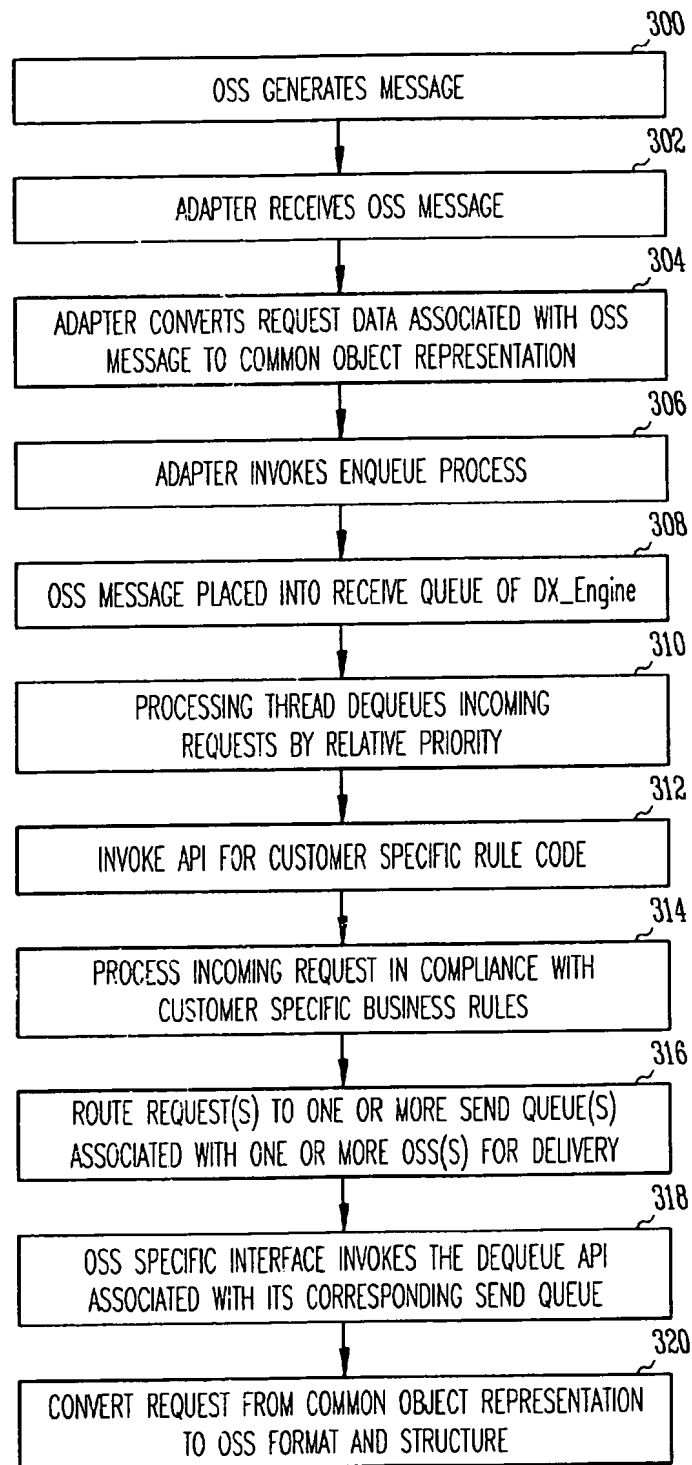 300
OSS GENERATES MESSAGE
302
ADAPTER RECEIVES OSS MESSAGE
304
ADAPTER CONVERTS REQUEST DATA ASSOCIATED WITH OSS
MESSAGE TO COMMON OBJECT REPRESENTATION
306
ADAPTER INVOKES ENQUEUE PROCESS
308
OSS MESSAGE PLACED INTO RECEIVE QUEUE OF DX_Engine
310
PROCESSING THREAD DEQUEUES INCOMING
REQUESTS BY RELATIVE PRIORITY
312
INVOKE API FOR CUSTOMER SPECIFIC RULE CODE
314
PROCESS INCOMING REQUEST IN COMPLIANCE WITH
CUSTOMER SPECIFIC BUSINESS RULES
316
ROUTE REQUEST(S) TO ONE OR MORE SEND QUEUE(S)
ASSOCIATED WITH ONE OR MORE OSS(S) FOR DELIVERY
318
OSS SPECIFIC INTERFACE INVOKES THE DEQUEUE API
ASSOCIATED WITH ITS CORRESPONDING SEND QUEUE
320
CONVERT REQUEST FROM COMMON OBJECT REPRESENTATION
TO OSS FORMAT AND STRUCTURE